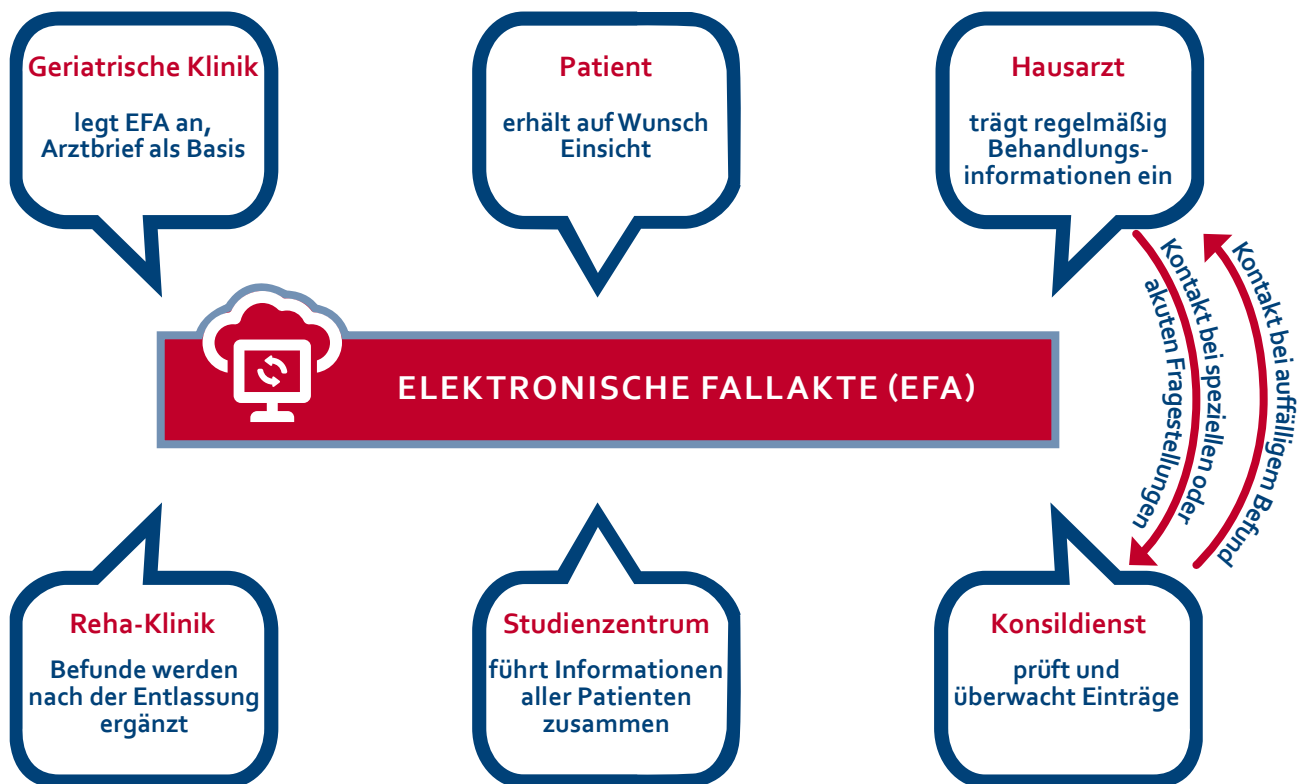 Geriatrische Klinik
legt EFA an,
Arztbrief als Basis
Patient
erhält auf Wunsch
Einsicht
Hausarzt
trägt regelmäßig
Behandlungs-
informationen ein
Kontakt bei speziellen oder
akuten Fragestellungen
Kontakt bei auffälligem Befund
ELEKTRONISCHE FALLAKTE (EFA)
Reha-Klinik
Befunde werden
nach der Entlassung
ergänzt
Studienzentrum
führt Informationen
aller Patienten
zusammen
Konsildienst
prüft und
überwacht Einträge